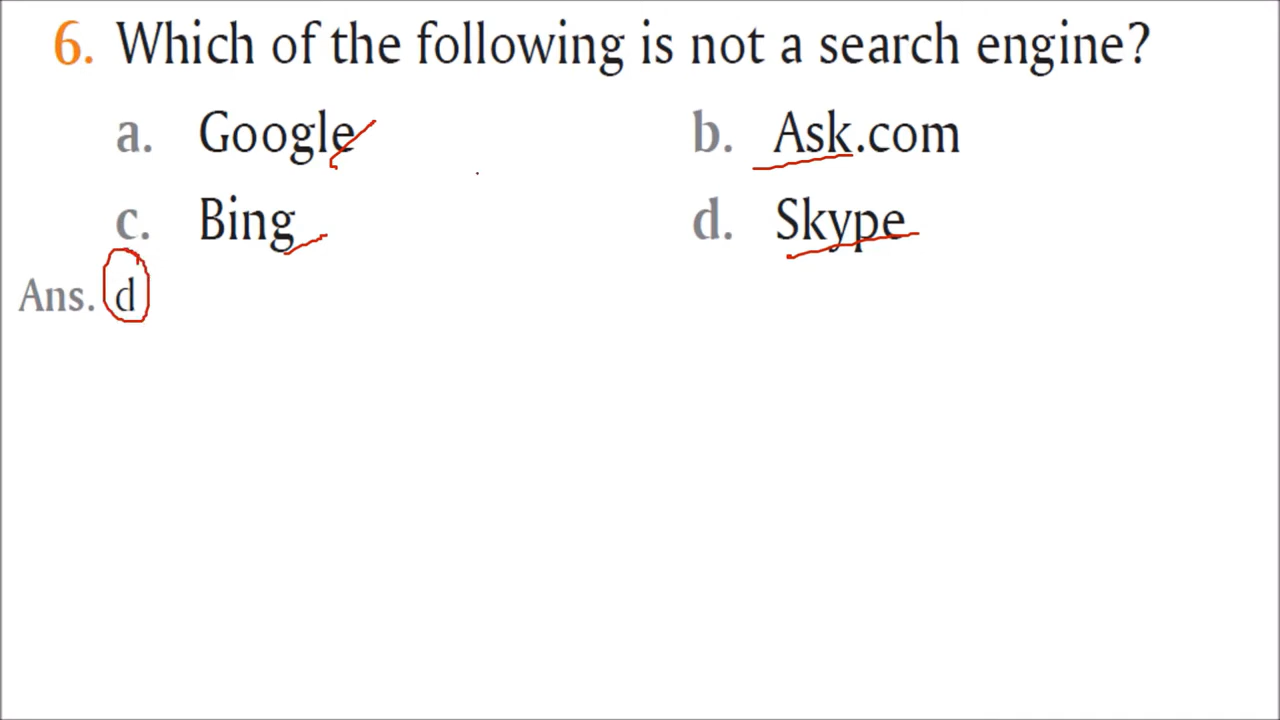 6. Which of the following is not a search engine?
a. Google b. Ask.com
c. Bing d. Skype
Ans. d